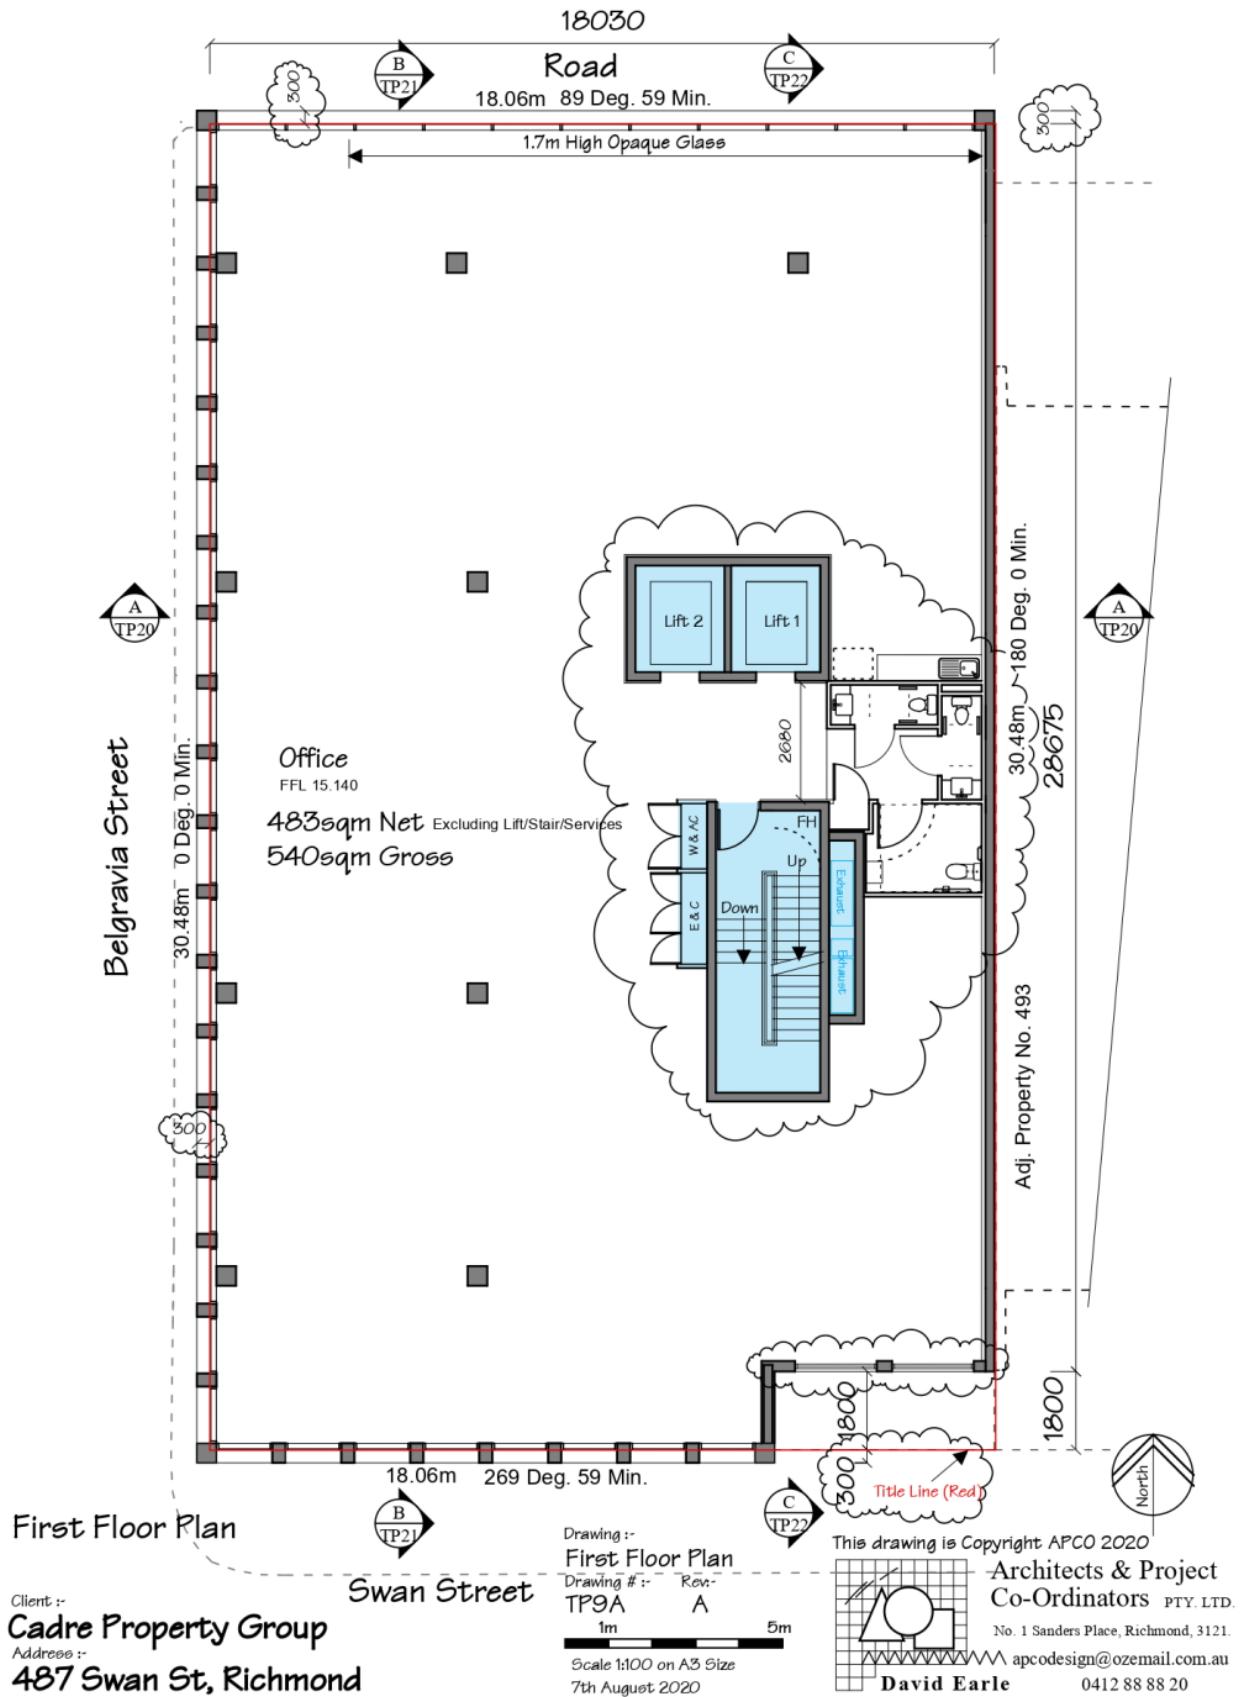 18030
B
TP21
Road
C
TP22
300
18.06m 89 Deg. 59 Min.
300
1.7m High Opaque Glass
Lift 2
Lift 1
A
TP20
A
TP20
30.48m 180 Deg. 0 Min.
28675
2680
Office
FFL 15.140
483sqm Net Excluding Lift/Stair/Services
540sqm Gross
Belgravia Street
30.48m 0 Deg. 0 Min.
W & AC
E & C
FH
Up
Down
Exhaust
Exhaust
Adj. Property No. 493
300
1800
1800
300
Title Line (Red)
18.06m 269 Deg. 59 Min.
B
TP21
C
TP22
North
First Floor Plan
Swan Street
Client :-
Cadre Property Group
Address :-
487 Swan St, Richmond
Drawing :-
First Floor Plan
Drawing # :- Rev:-
TP9A A
1m 5m
Scale 1:100 on A3 Size
7th August 2020
This drawing is Copyright APCO 2020
Architects & Project
Co-Ordinators PTY. LTD.
No. 1 Sanders Place, Richmond, 3121.
apcodesign@ozemail.com.au
David Earle 0412 88 88 20